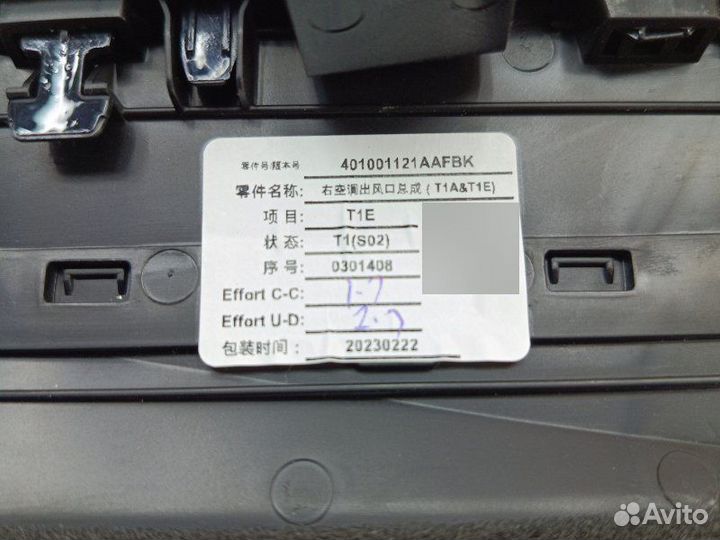 零件号/版本号 401001121AAFBK
零件名称: 右空调出风口总成 ( T1A&T1E)
项目: T1E
状态: T1(S02)
序号: 0301408
Effort C-C: 1.7
Effort U-D: 2.3
包装时间: 20230222
Avito